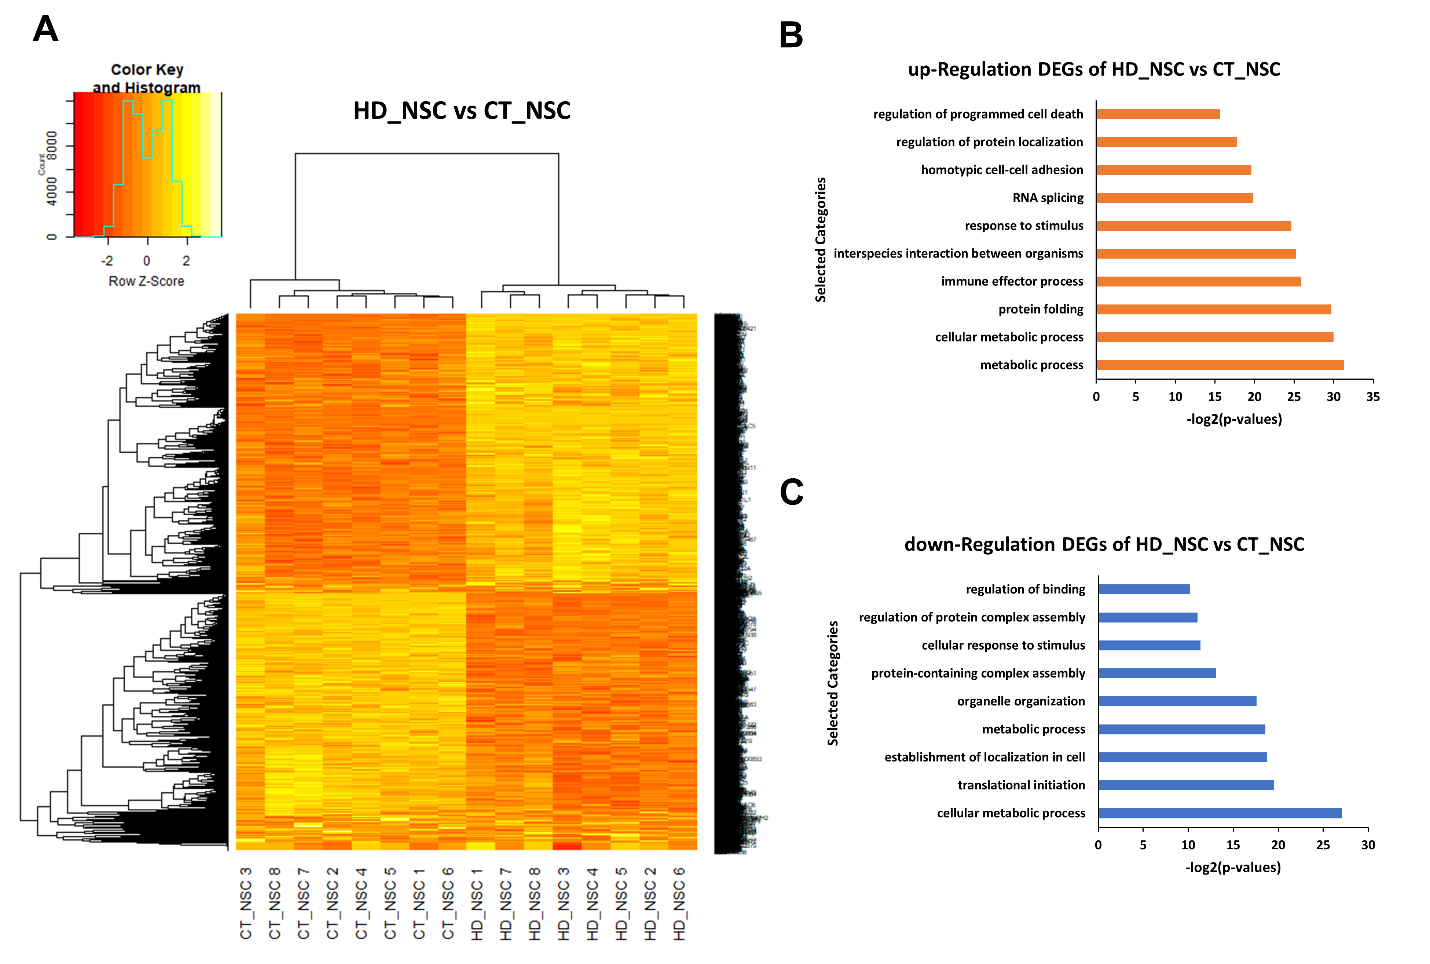 A
Color Key
and Histogram
Count
0
4000
8000
-2
0
2
Row Z-Score
HD_NSC vs CT_NSC
CT_NSC 3
CT_NSC 8
CT_NSC 7
CT_NSC 2
CT_NSC 4
CT_NSC 5
CT_NSC 1
CT_NSC 6
HD_NSC 1
HD_NSC 7
HD_NSC 8
HD_NSC 3
HD_NSC 4
HD_NSC 5
HD_NSC 2
HD_NSC 6
B
up-Regulation DEGs of HD_NSC vs CT_NSC
Selected Categories
regulation of programmed cell death
regulation of protein localization
homotypic cell-cell adhesion
RNA splicing
response to stimulus
interspecies interaction between organisms
immune effector process
protein folding
cellular metabolic process
metabolic process
0 5 10 15 20 25 30 35
-log2(p-values)
C
down-Regulation DEGs of HD_NSC vs CT_NSC
Selected Categories
regulation of binding
regulation of protein complex assembly
cellular response to stimulus
protein-containing complex assembly
organelle organization
metabolic process
establishment of localization in cell
translational initiation
cellular metabolic process
0 5 10 15 20 25 30
-log2(p-values)